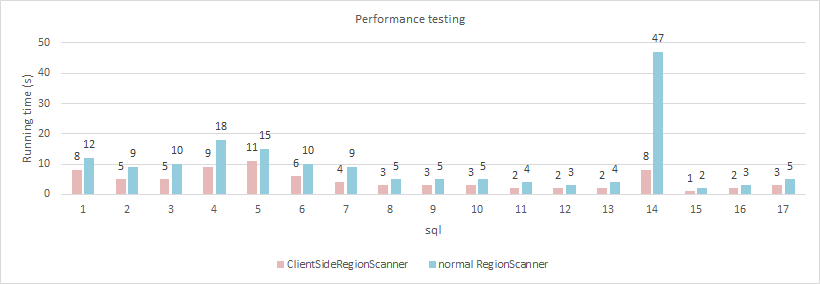 Performance testing
Running time (s)
50
40
30
20
10
0
8 12 5 9 5 10 9 18 11 15 6 10 4 9 3 5 3 5 3 5 2 4 2 3 2 4 8 47 1 2 2 3 3 5
1 2 3 4 5 6 7 8 9 10 11 12 13 14 15 16 17
sql
ClientSideRegionScanner normal RegionScanner